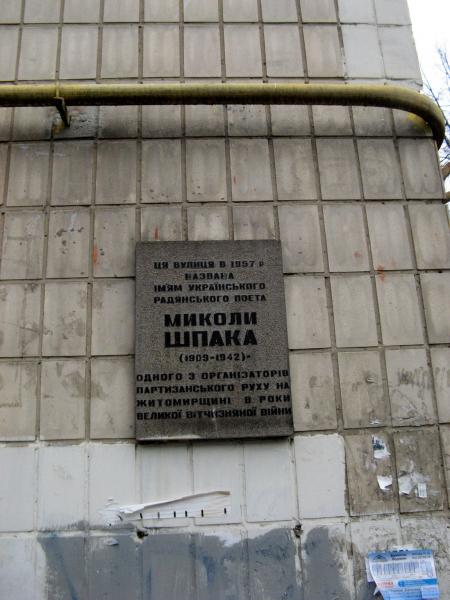 ЦЯ ВУЛИЦЯ В 1957 р
НАЗВАНА
ІМ'ЯМ УКРАЇНСЬКОГО
РАДЯНСЬКОГО ПОЕТА
МИКОЛИ
ШПАКА
(1909-1942)-
ОДНОГО З ОРГАНІЗАТОРІВ
ПАРТИЗАНСЬКОГО РУХУ НА
ЖИТОМИРЩИНІ В РОКИ
ВЕЛИКОЇ ВІТЧИЗНЯНОЇ ВІЙНИ